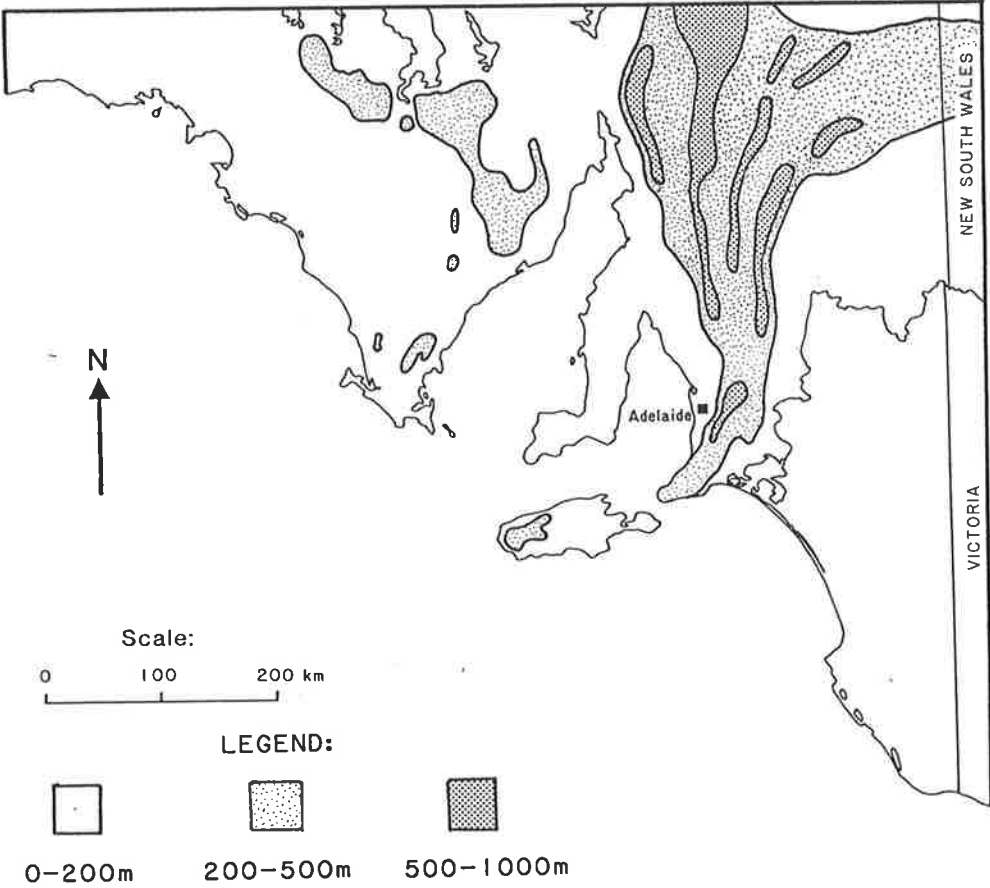 NEW SOUTH WALES
N
Adelaide
VICTORIA
Scale:
0 100 200 km
LEGEND:
0-200m 200-500m 500-1000m